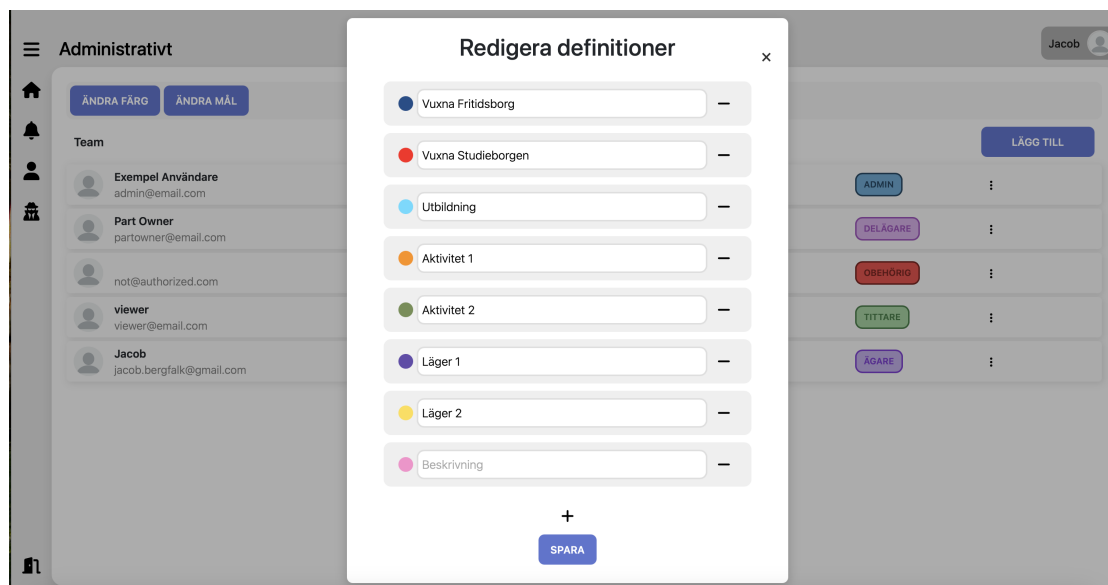 Administrativt
Jacob
ÄNDRA FÄRG
ÄNDRA MÅL
Team
LÄGG TILL
Exempel Användare
admin@email.com
ADMIN
Part Owner
partowner@email.com
DELÄGARE
not@authorized.com
OBEHÖRIG
viewer
viewer@email.com
TITTARE
Jacob
jacob.bergfalk@gmail.com
ÄGARE
Redigera definitioner
×
Vuxna Fritidsborg
Vuxna Studieborgen
Utbildning
Aktivitet 1
Aktivitet 2
Läger 1
Läger 2
Beskrivning
+
SPARA